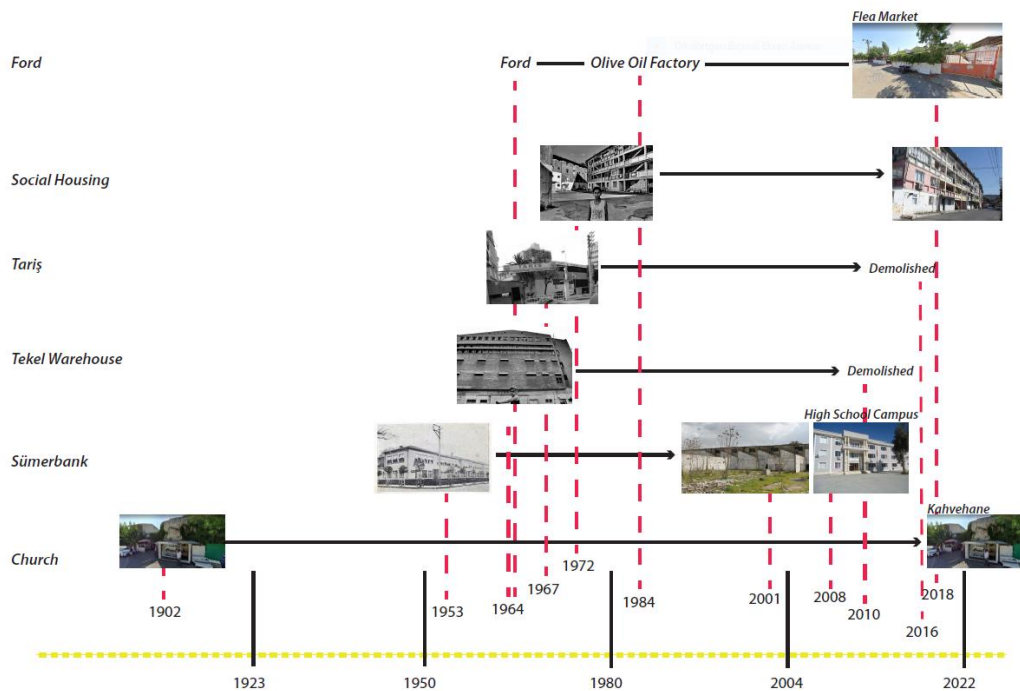 Flea Market
Ford
Ford
Olive Oil Factory
Social Housing
Tariş
Demolished
Tekel Warehouse
Demolished
High School Campus
Sümerbank
Kahvehane
Church
1902
1953
1964
1967
1972
1984
2001
2008
2010
2016
2018
1923
1950
1980
2004
2022